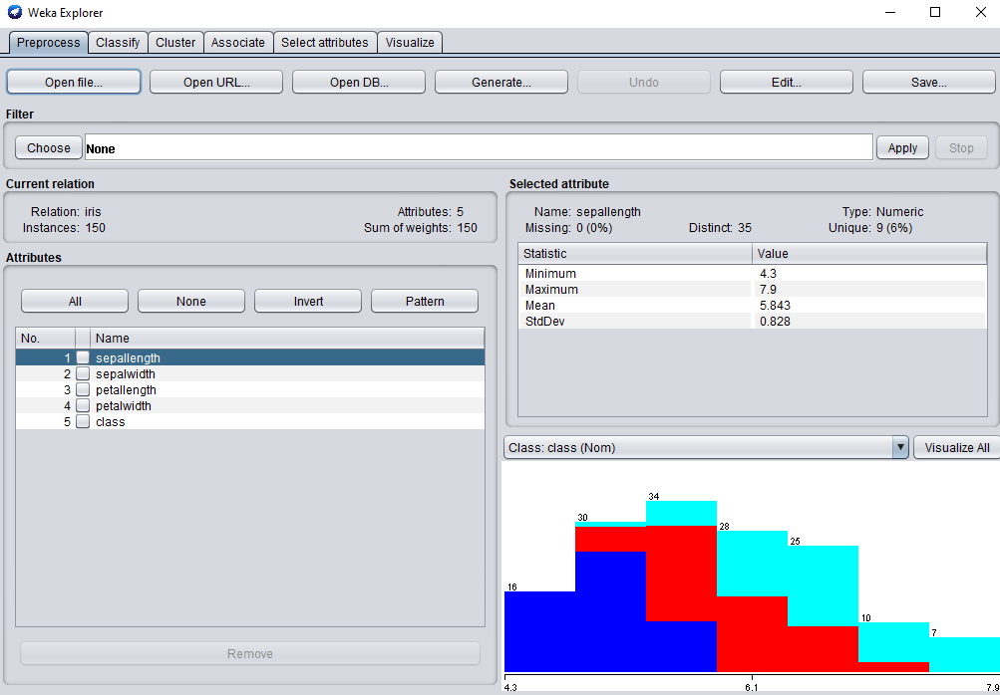 Weka Explorer
Preprocess Classify Cluster Associate Select attributes Visualize
Open file... Open URL... Open DB... Generate... Undo Edit... Save...
Filter
Choose None Apply Stop
Current relation
Relation: iris Attributes: 5
Instances: 150 Sum of weights: 150
Attributes
All None Invert Pattern
No. Name
1 sepallength
2 sepalwidth
3 petallength
4 petalwidth
5 class
Remove
Selected attribute
Name: sepallength Type: Numeric
Missing: 0 (0%) Distinct: 35 Unique: 9 (6%)
Statistic Value
Minimum 4.3
Maximum 7.9
Mean 5.843
StdDev 0.828
Class: class (Nom) Visualize All
16 30 34 28 25 10 7
4.3 6.1 7.9